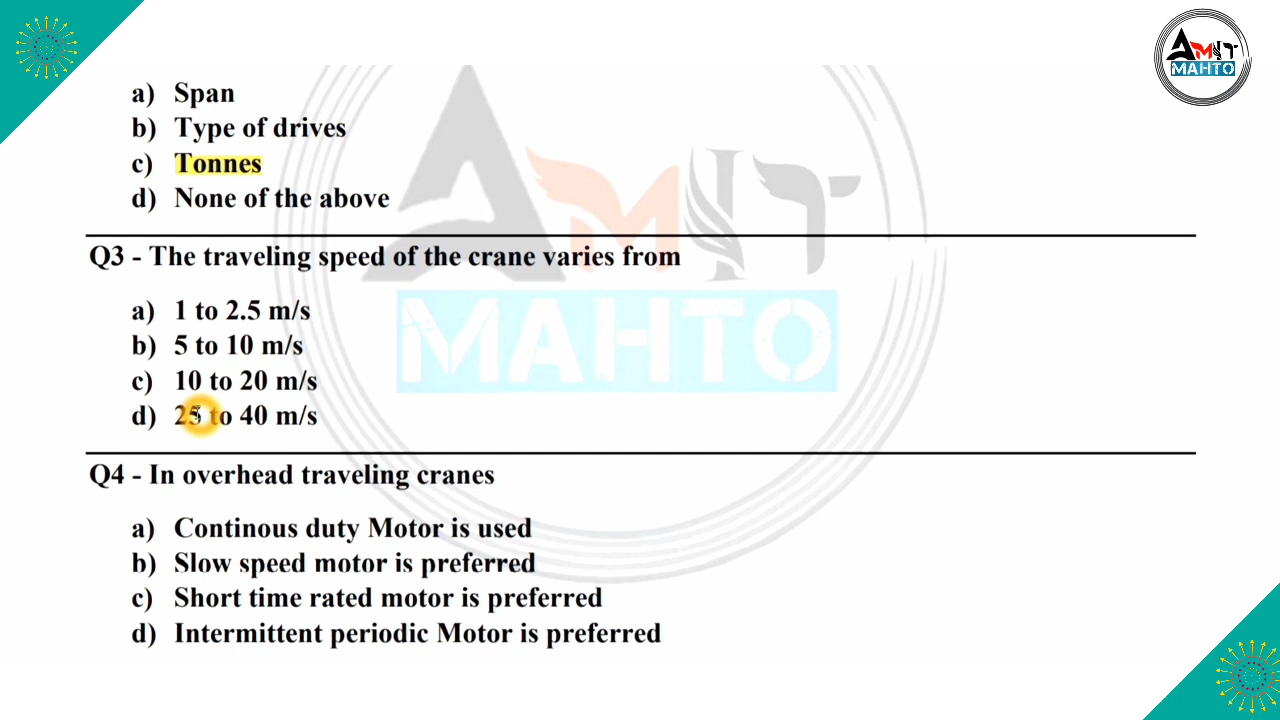 AMIT
MAHTO
a) Span
b) Type of drives
c) Tonnes
d) None of the above
Q3 - The traveling speed of the crane varies from
a) 1 to 2.5 m/s
b) 5 to 10 m/s
c) 10 to 20 m/s
d) 25 to 40 m/s
Q4 - In overhead traveling cranes
a) Continous duty Motor is used
b) Slow speed motor is preferred
c) Short time rated motor is preferred
d) Intermittent periodic Motor is preferred
AMIT
MAHTO